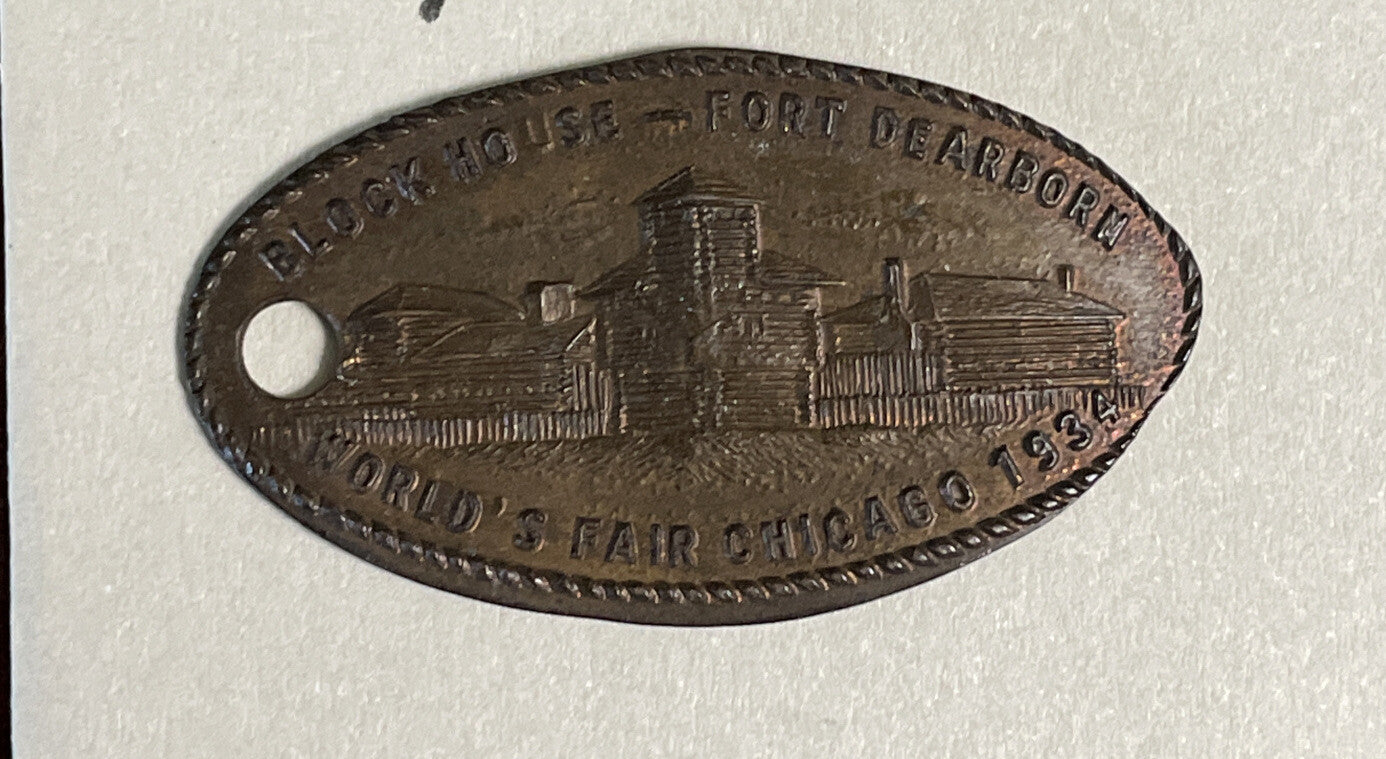 BLOCK HOUSE - FORT DEARBORN
WORLD'S FAIR CHICAGO 1934